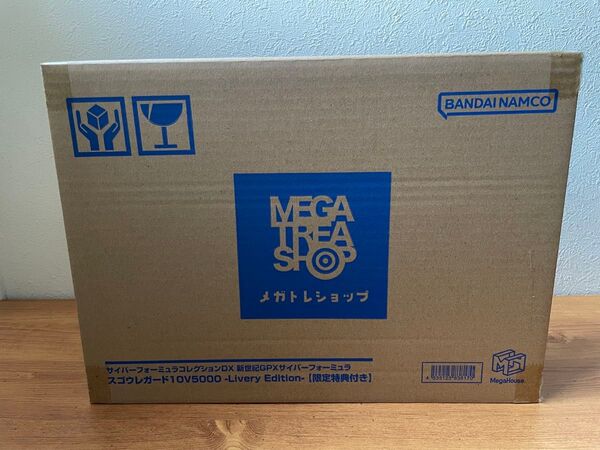 BANDAI NAMCO
MEGA
TREA
SHOP
メガトレショップ
サイバーフォーミュラコレクションDX 新世紀GPXサイバーフォーミュラ
スゴウレガード10V5000 -Livery Edition-【限定特典付き】
MegaHouse